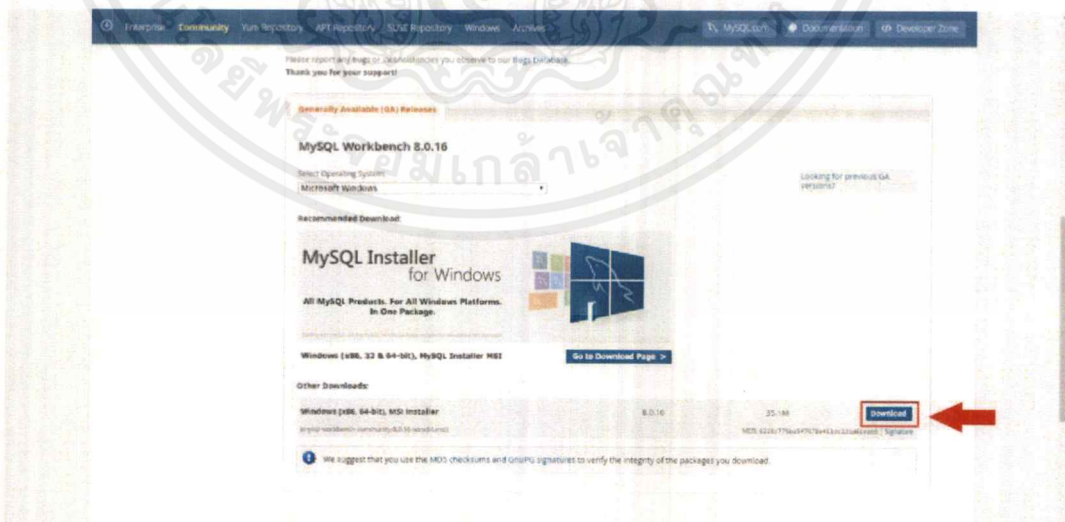 Enterprise Community Yum Repository APT Repository SUSE Repository Windows Archives MySQL.com Documentation Developer Zone
Please report any bugs or inconsistencies you observe to our Bugs Database.
Thank you for your support!
Generally Available (GA) Releases
MySQL Workbench 8.0.16
Select Operating System:
Microsoft Windows
Looking for previous GA versions?
Recommended Download:
MySQL Installer
for Windows
All MySQL Products. For All Windows Platforms.
In One Package.
Windows (x86, 32 & 64-bit), MySQL Installer MSI Go to Download Page >
Other Downloads:
Windows (x86, 64-bit), MSI Installer 8.0.16 Download
MD5: | Signature
We suggest that you use the MD5 checksums and GnuPG signatures to verify the integrity of the packages you download.